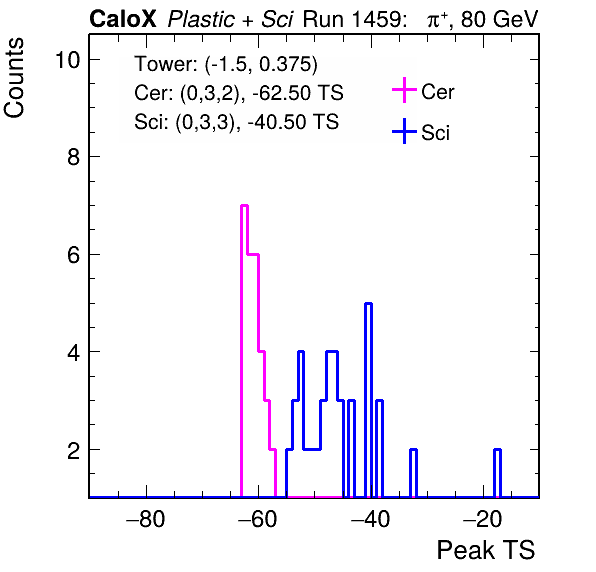 CaloX Plastic + Sci Run 1459: π⁺, 80 GeV
Tower: (-1.5, 0.375)
Cer: (0,3,2), -62.50 TS
Sci: (0,3,3), -40.50 TS
Cer
Sci
Counts
10
8
6
4
2
−80 −60 −40 −20
Peak TS